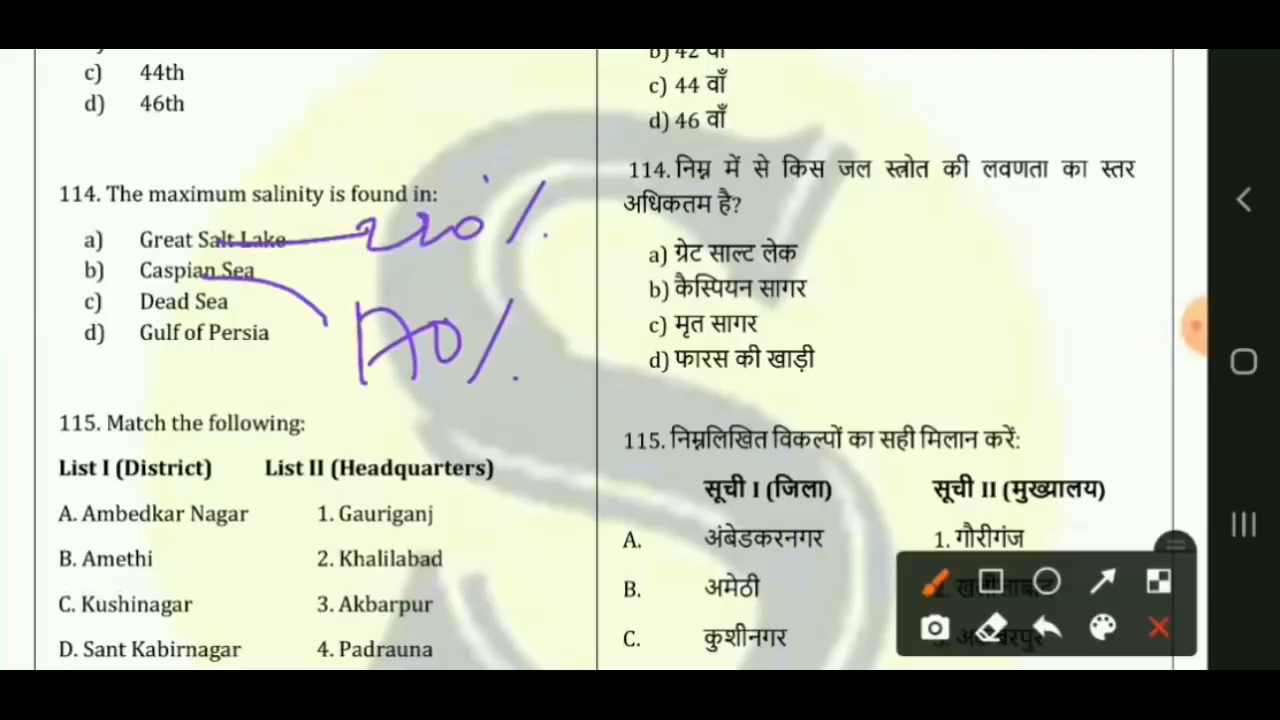 c) 44th
d) 46th
114. The maximum salinity is found in:
a) Great Salt Lake
b) Caspian Sea
c) Dead Sea
d) Gulf of Persia
115. Match the following:
List I (District) List II (Headquarters)
A. Ambedkar Nagar 1. Gauriganj
B. Amethi 2. Khalilabad
C. Kushinagar 3. Akbarpur
D. Sant Kabirnagar 4. Padrauna
c) 44 वाँ
d) 46 वाँ
114. निम्न में से किस जल स्त्रोत की लवणता का स्तर
अधिकतम है?
a) ग्रेट साल्ट लेक
b) कैस्पियन सागर
c) मृत सागर
d) फारस की खाड़ी
115. निम्नलिखित विकल्पों का सही मिलान करें:
सूची I (जिला) सूची II (मुख्यालय)
A. अंबेडकरनगर 1. गौरीगंज
B. अमेठी
C. कुशीनगर